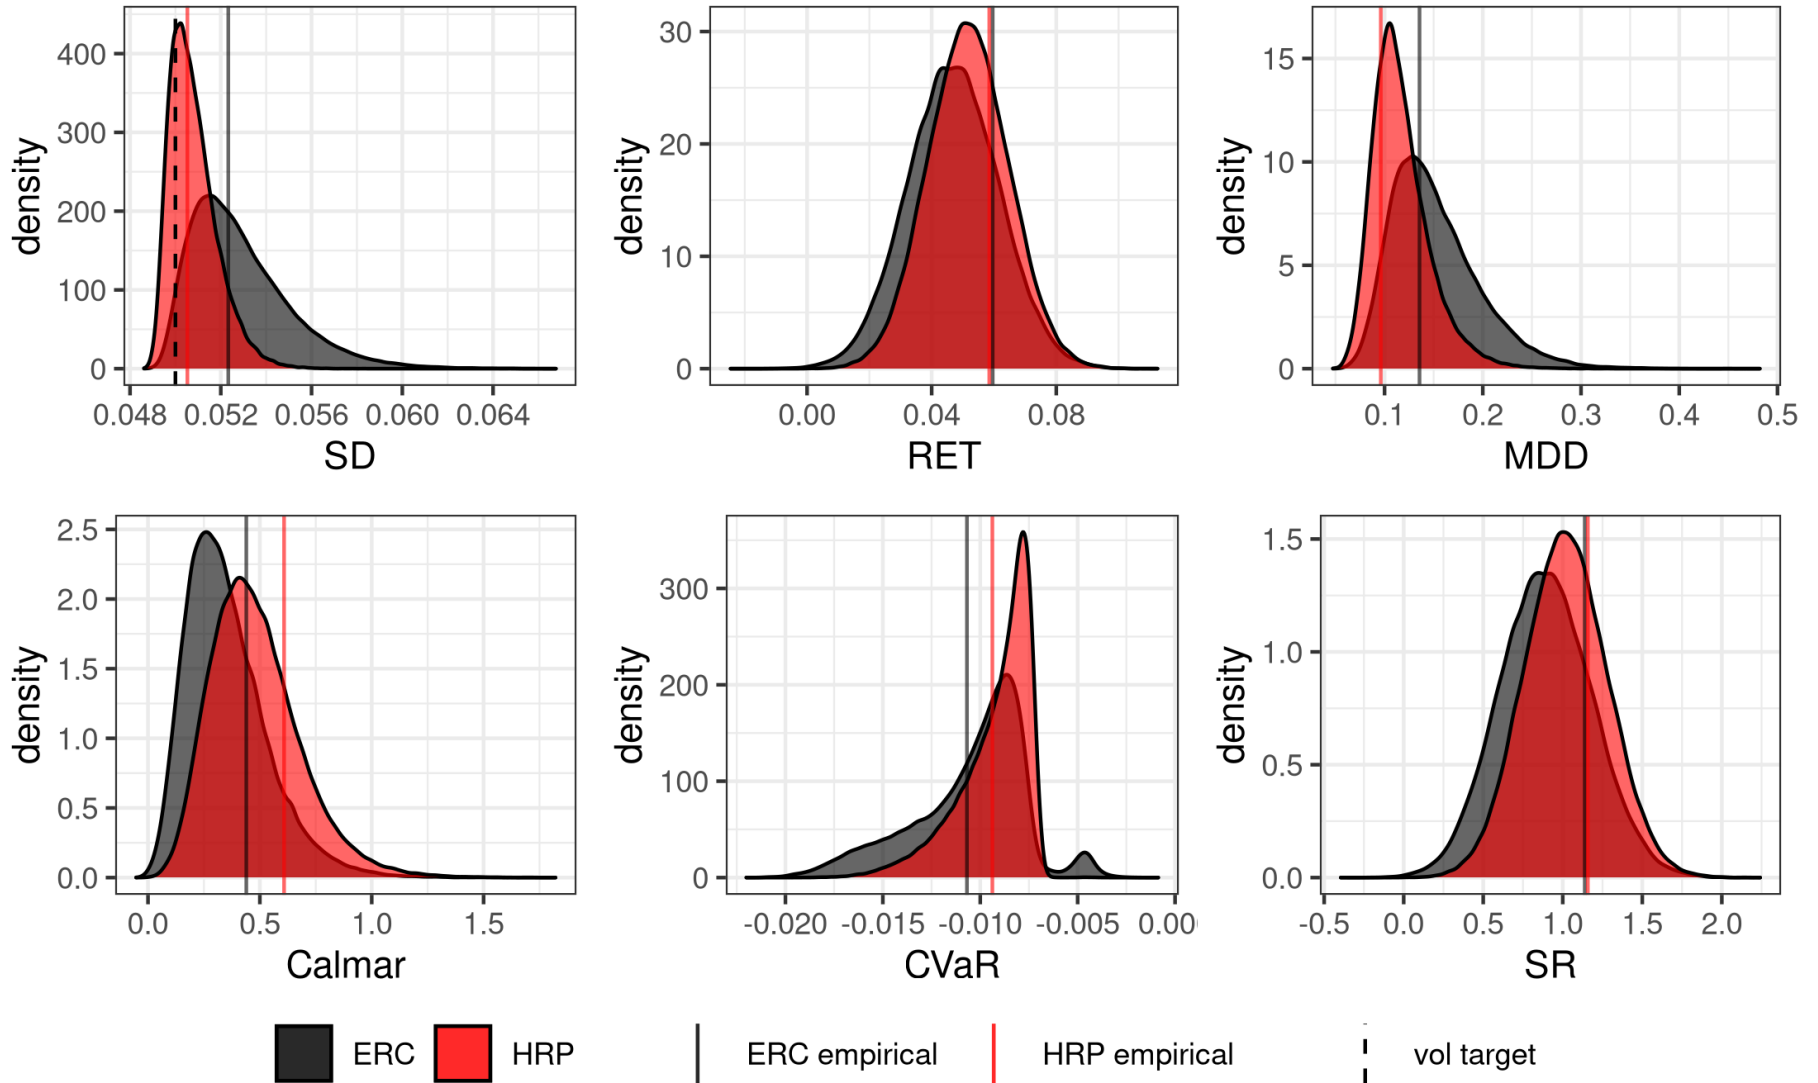 density
400
300
200
100
0
0.048 0.052 0.056 0.060 0.064
SD
density
30
20
10
0
0.00 0.04 0.08
RET
density
15
10
5
0
0.1 0.2 0.3 0.4 0.5
MDD
density
2.5
2.0
1.5
1.0
0.5
0.0
0.0 0.5 1.0 1.5
Calmar
density
300
200
100
0
-0.020 -0.015 -0.010 -0.005 0.00
CVaR
density
1.5
1.0
0.5
0.0
-0.5 0.0 0.5 1.0 1.5 2.0
SR
ERC HRP ERC empirical HRP empirical vol target